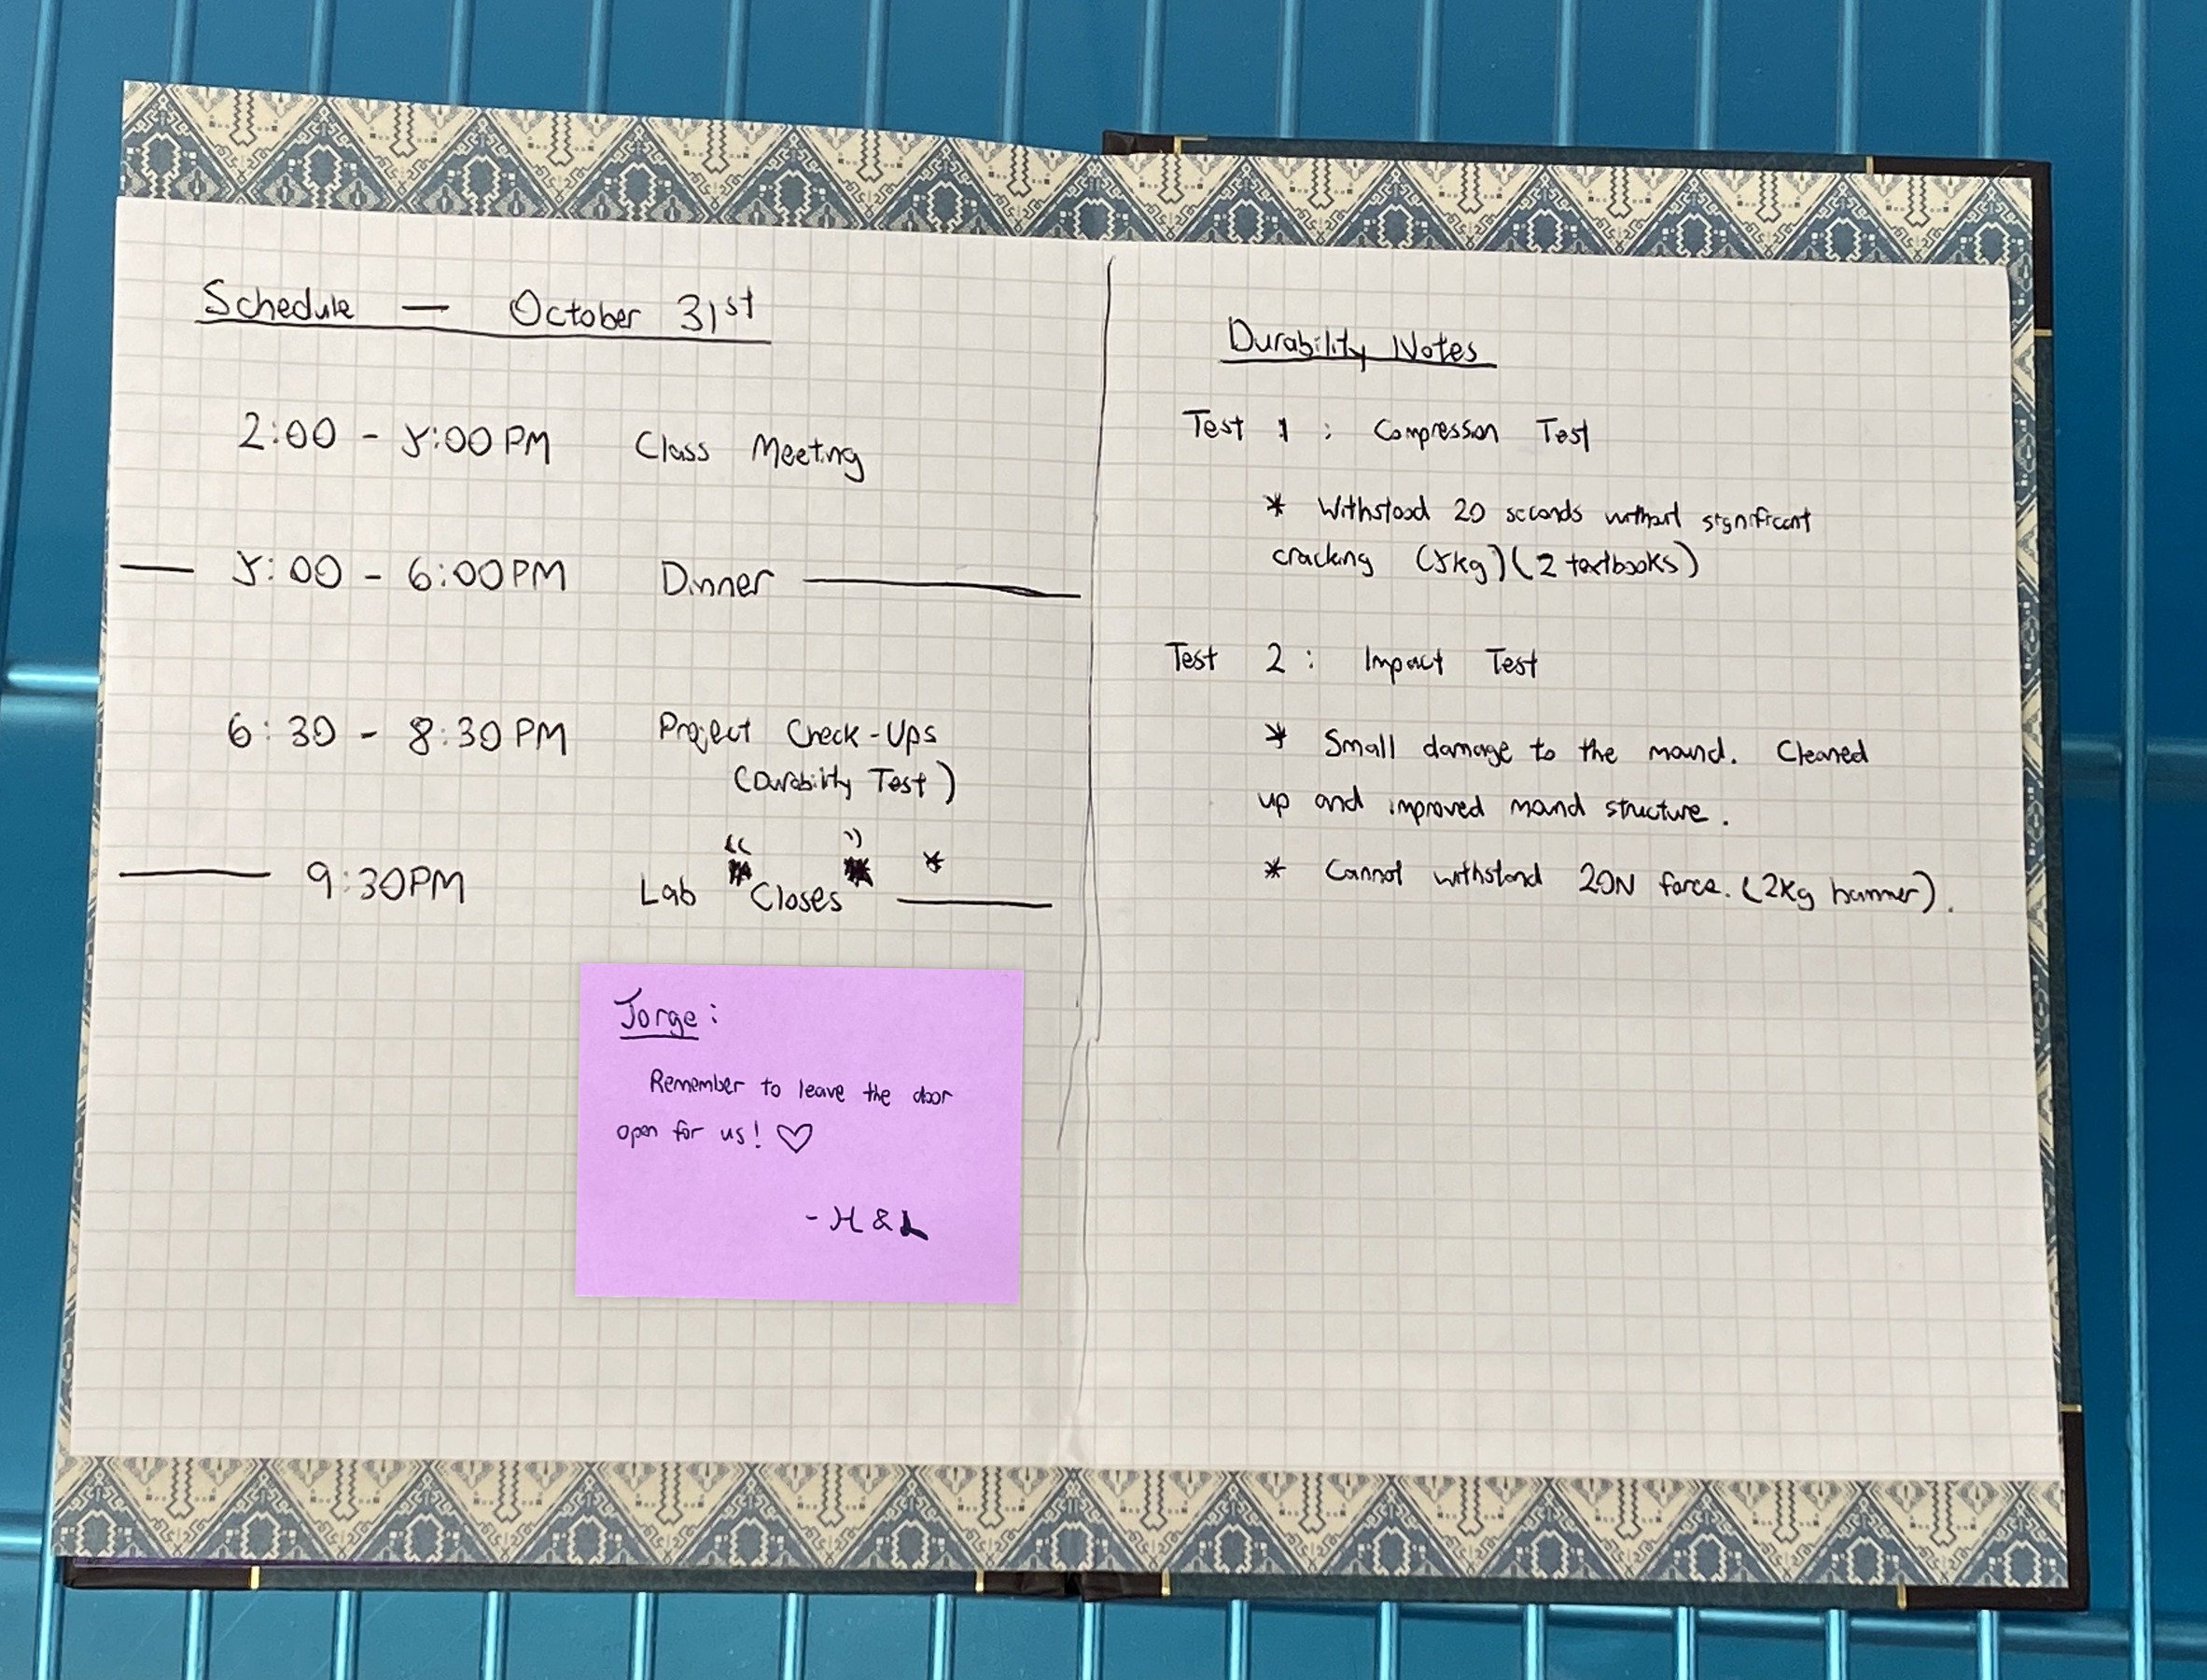 Schedule — October 31st
2:00 - 5:00 PM Class Meeting
5:00 - 6:00 PM Dinner
6:30 - 8:30 PM Project Check-Ups
(Durability Test)
9:30PM Lab "Closes" *
Jorge:
Remember to leave the door
open for us! ♡
- H & L
Durability Notes
Test 1 : Compression Test
* Withstood 20 seconds without significant
cracking (5kg) (2 textbooks)
Test 2 : Impact Test
* Small damage to the mound. Cleaned
up and improved mound structure.
* Cannot withstand 20N force. (2kg hammer).